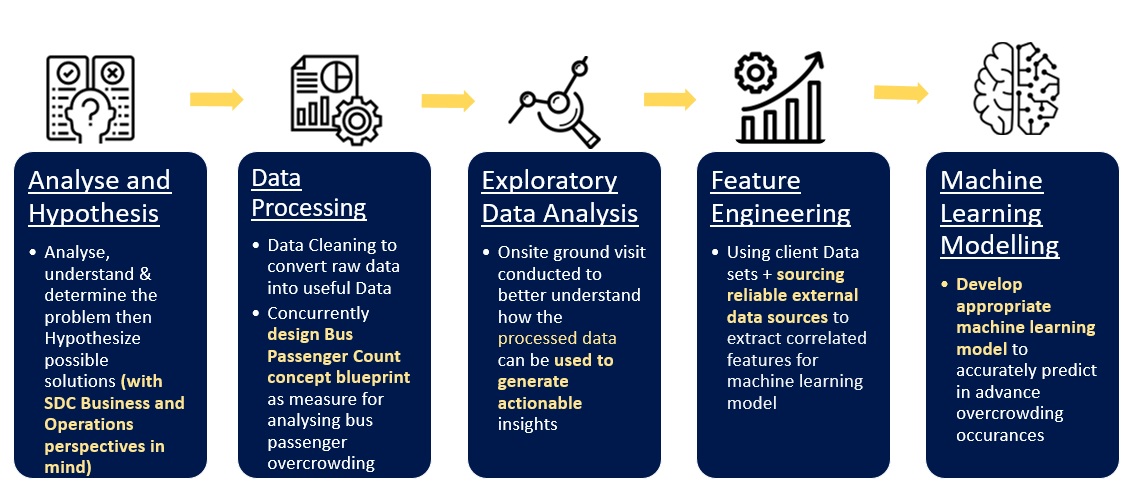 Analyse and
Hypothesis
• Analyse,
understand &
determine the
problem then
Hypothesize
possible
solutions (with
SDC Business and
Operations
perspectives in
mind)
Data
Processing
• Data Cleaning to
convert raw data
into useful Data
• Concurrently
design Bus
Passenger Count
concept blueprint
as measure for
analysing bus
passenger
overcrowding
Exploratory
Data Analysis
• Onsite ground visit
conducted to
better understand
how the
processed data
can be used to
generate
actionable
insights
Feature
Engineering
• Using client Data
sets + sourcing
reliable external
data sources to
extract correlated
features for
machine learning
model
Machine
Learning
Modelling
• Develop
appropriate
machine learning
model to
accurately predict
in advance
overcrowding
occurances